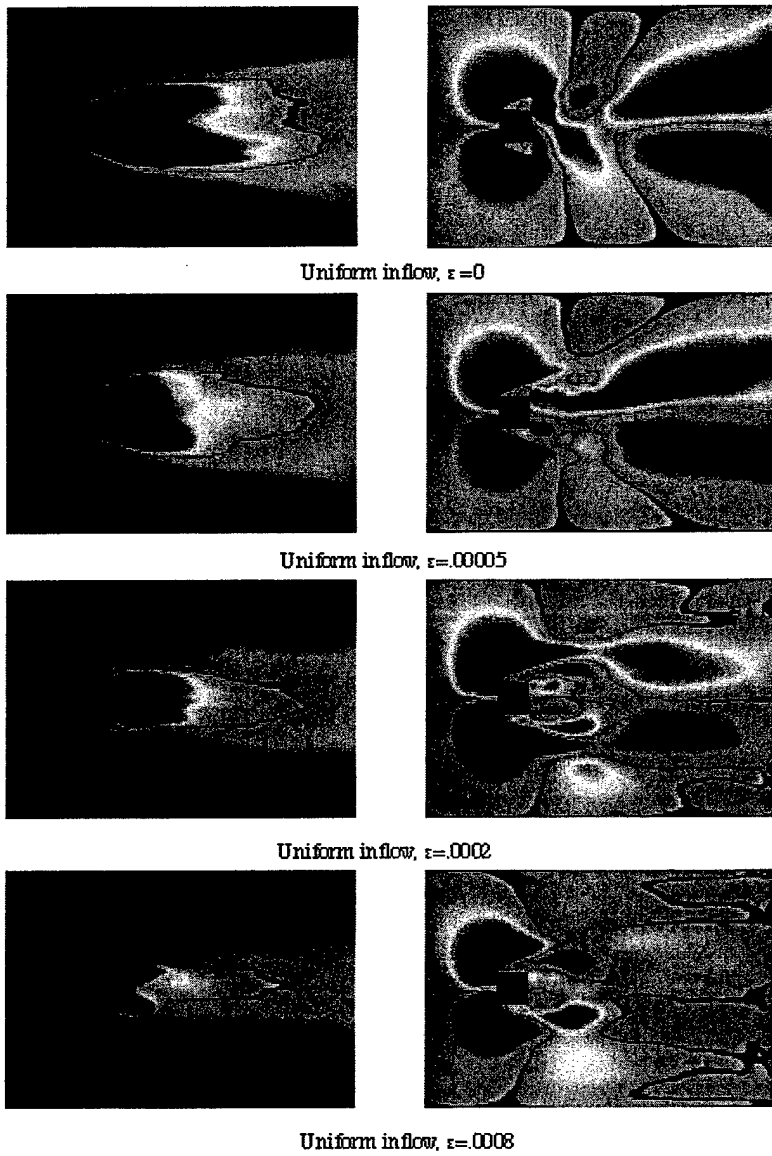 Uniform inflow, ε=0
Uniform inflow, ε=.00005
Uniform inflow, ε=.0002
Uniform inflow, ε=.0008